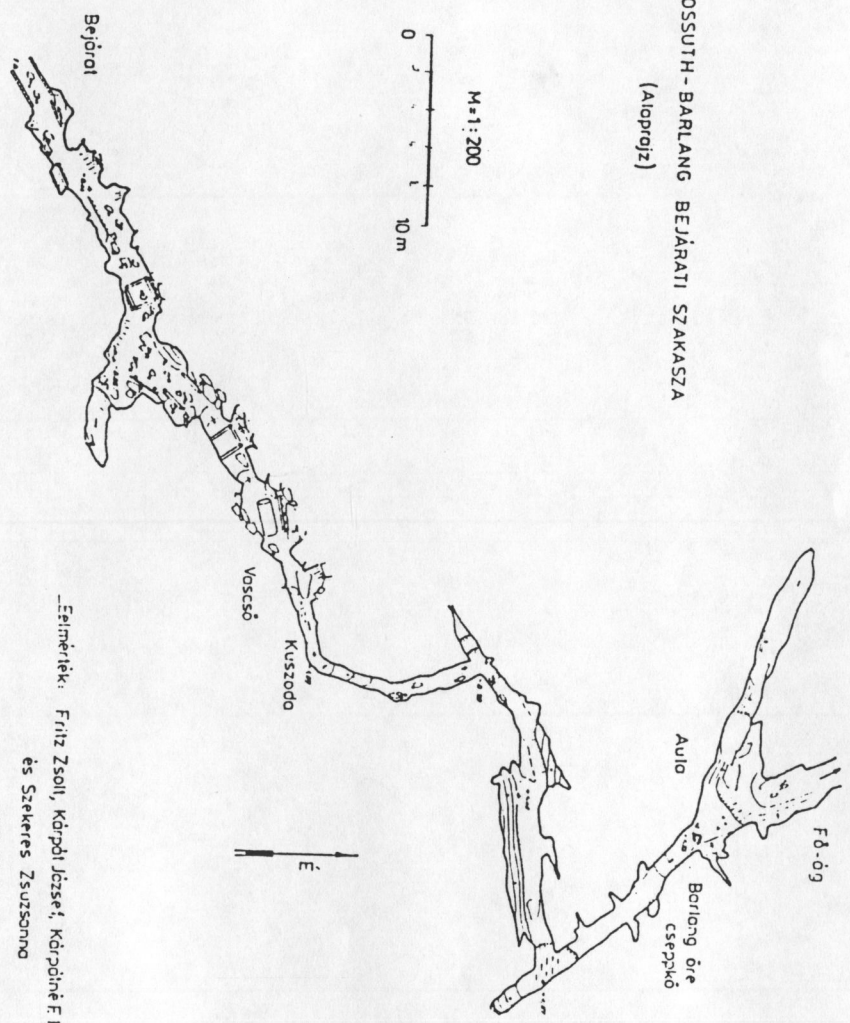 OSSUTH-BARLANG BEJÁRATI SZAKASZA
(Alaprajz)
M=1:200
0 10 m
Bejárat
Vascső
Kuszoda
Aula
Fő-ág
Barlang őre
cseppkő
É
Felmérték: Fritz Zsolt, Kárpát József, Kárpátné F.
és Szekeres Zsuzsanna